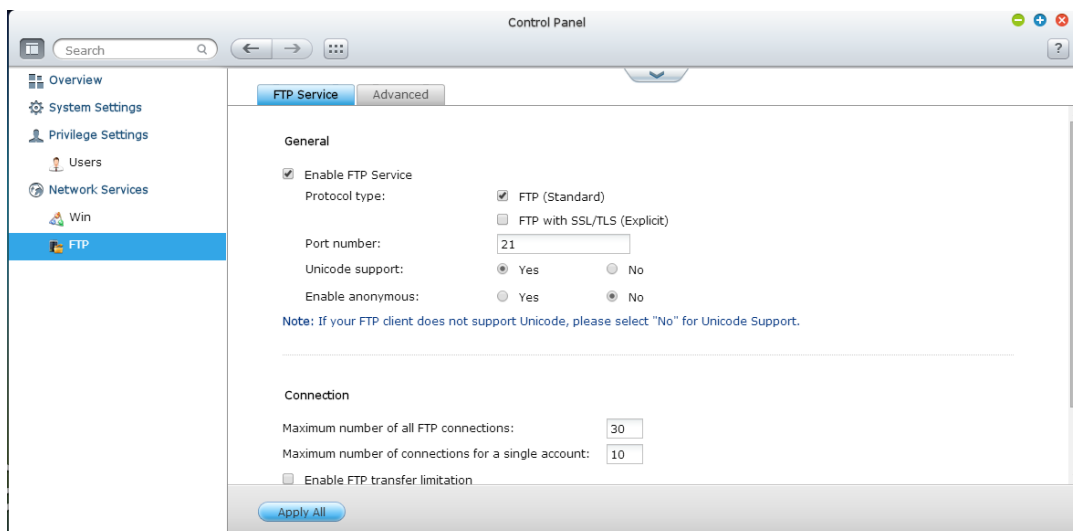 Control Panel
Search
?
Overview
System Settings
Privilege Settings
Users
Network Services
Win
FTP
FTP Service Advanced
General
Enable FTP Service
Protocol type: FTP (Standard)
FTP with SSL/TLS (Explicit)
Port number: 21
Unicode support: Yes No
Enable anonymous: Yes No
Note: If your FTP client does not support Unicode, please select "No" for Unicode Support.
Connection
Maximum number of all FTP connections: 30
Maximum number of connections for a single account: 10
Enable FTP transfer limitation
Apply All